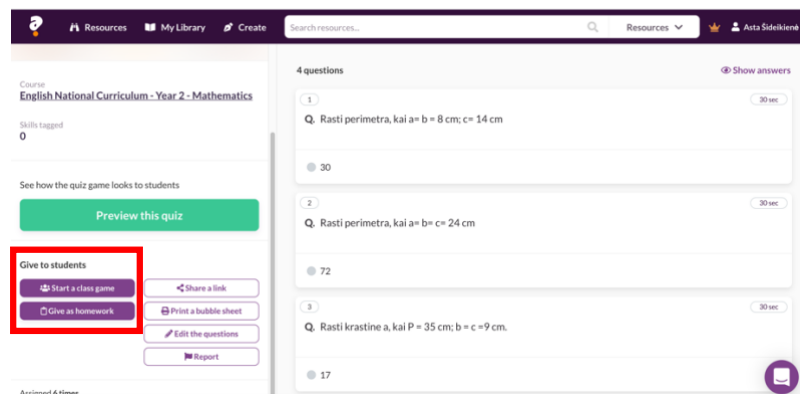 Resources My Library Create Search resources... Resources Asta Šideikienė
Course
English National Curriculum - Year 2 - Mathematics
Skills tagged
0
See how the quiz game looks to students
Preview this quiz
Give to students
Start a class game
Share a link
Give as homework
Print a bubble sheet
Edit the questions
Report
Assigned 6 times
4 questions
Show answers
1
30 sec
Q. Rasti perimetra, kai a= b = 8 cm; c= 14 cm
30
2
30 sec
Q. Rasti perimetra, kai a= b= c= 24 cm
72
3
30 sec
Q. Rasti krastine a, kai P = 35 cm; b = c =9 cm.
17